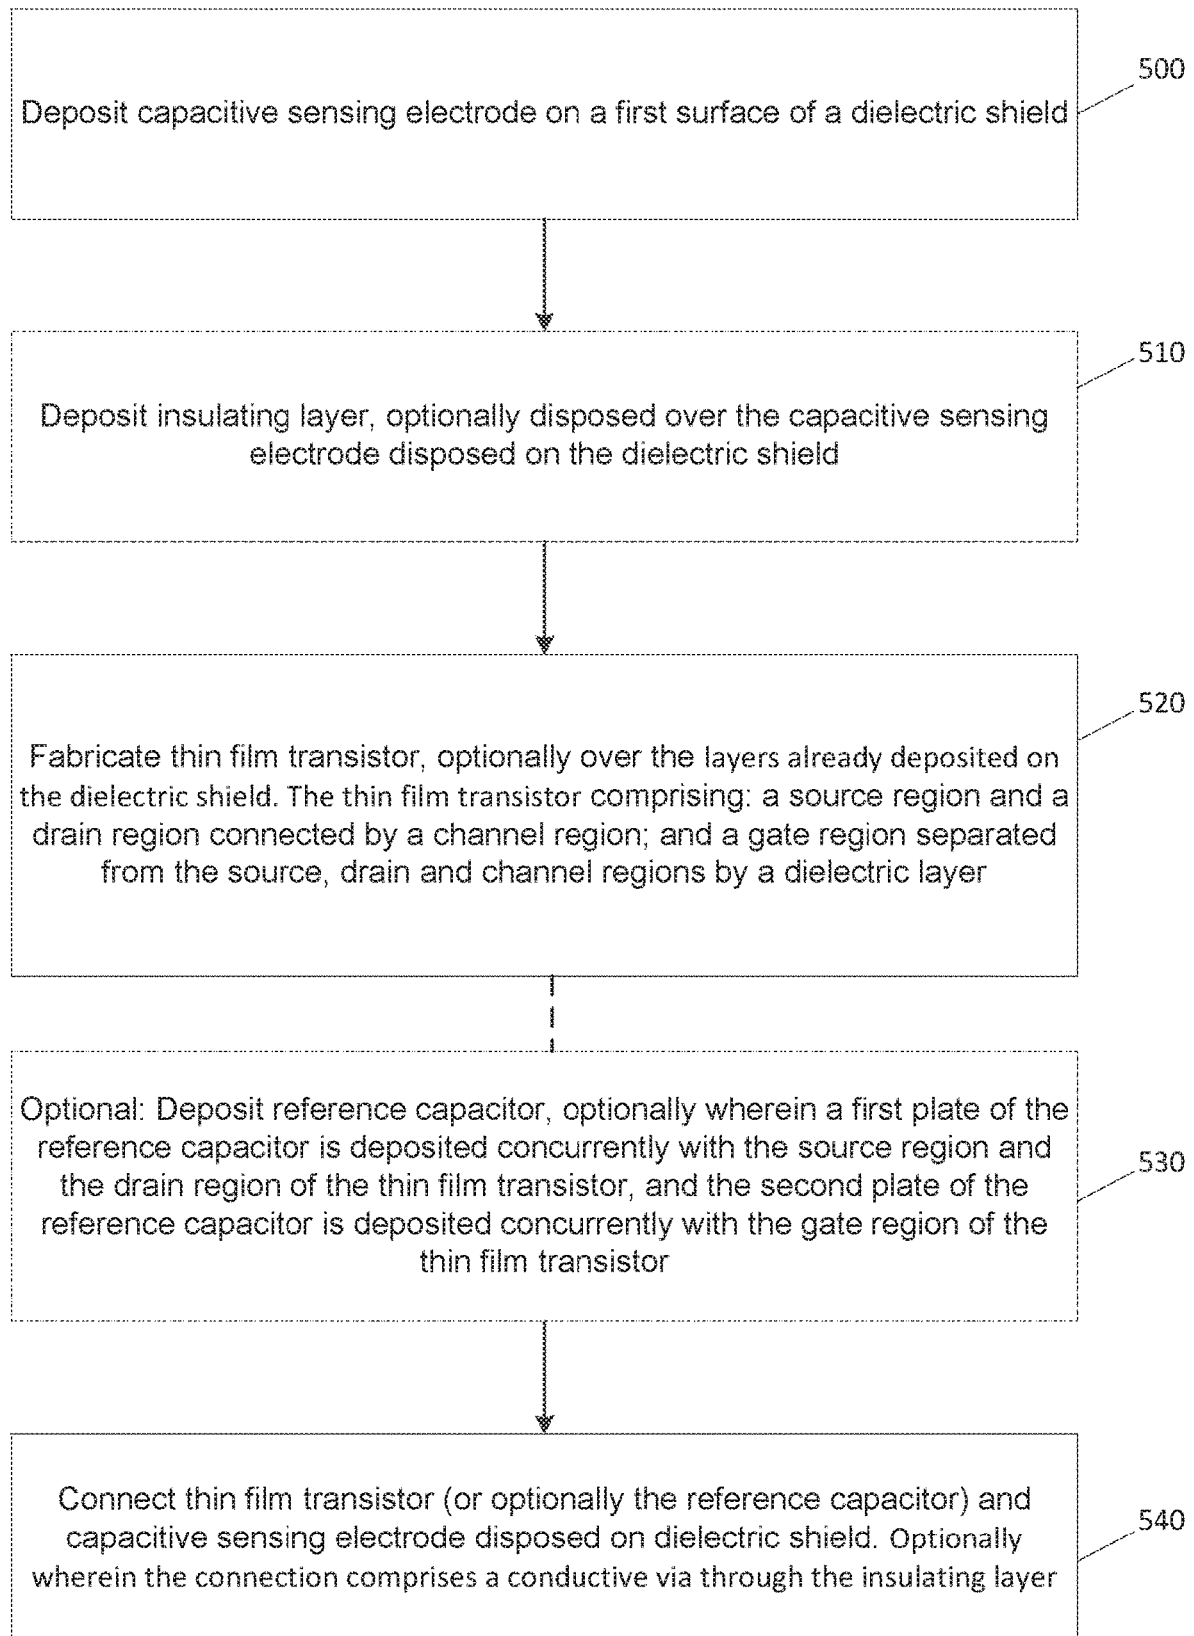 500
Deposit capacitive sensing electrode on a first surface of a dielectric shield
510
Deposit insulating layer, optionally disposed over the capacitive sensing
electrode disposed on the dielectric shield
520
Fabricate thin film transistor, optionally over the layers already deposited on
the dielectric shield. The thin film transistor comprising: a source region and a
drain region connected by a channel region; and a gate region separated
from the source, drain and channel regions by a dielectric layer
Optional: Deposit reference capacitor, optionally wherein a first plate of the
reference capacitor is deposited concurrently with the source region and
the drain region of the thin film transistor, and the second plate of the
reference capacitor is deposited concurrently with the gate region of the
thin film transistor
530
Connect thin film transistor (or optionally the reference capacitor) and
capacitive sensing electrode disposed on dielectric shield. Optionally
wherein the connection comprises a conductive via through the insulating layer
540